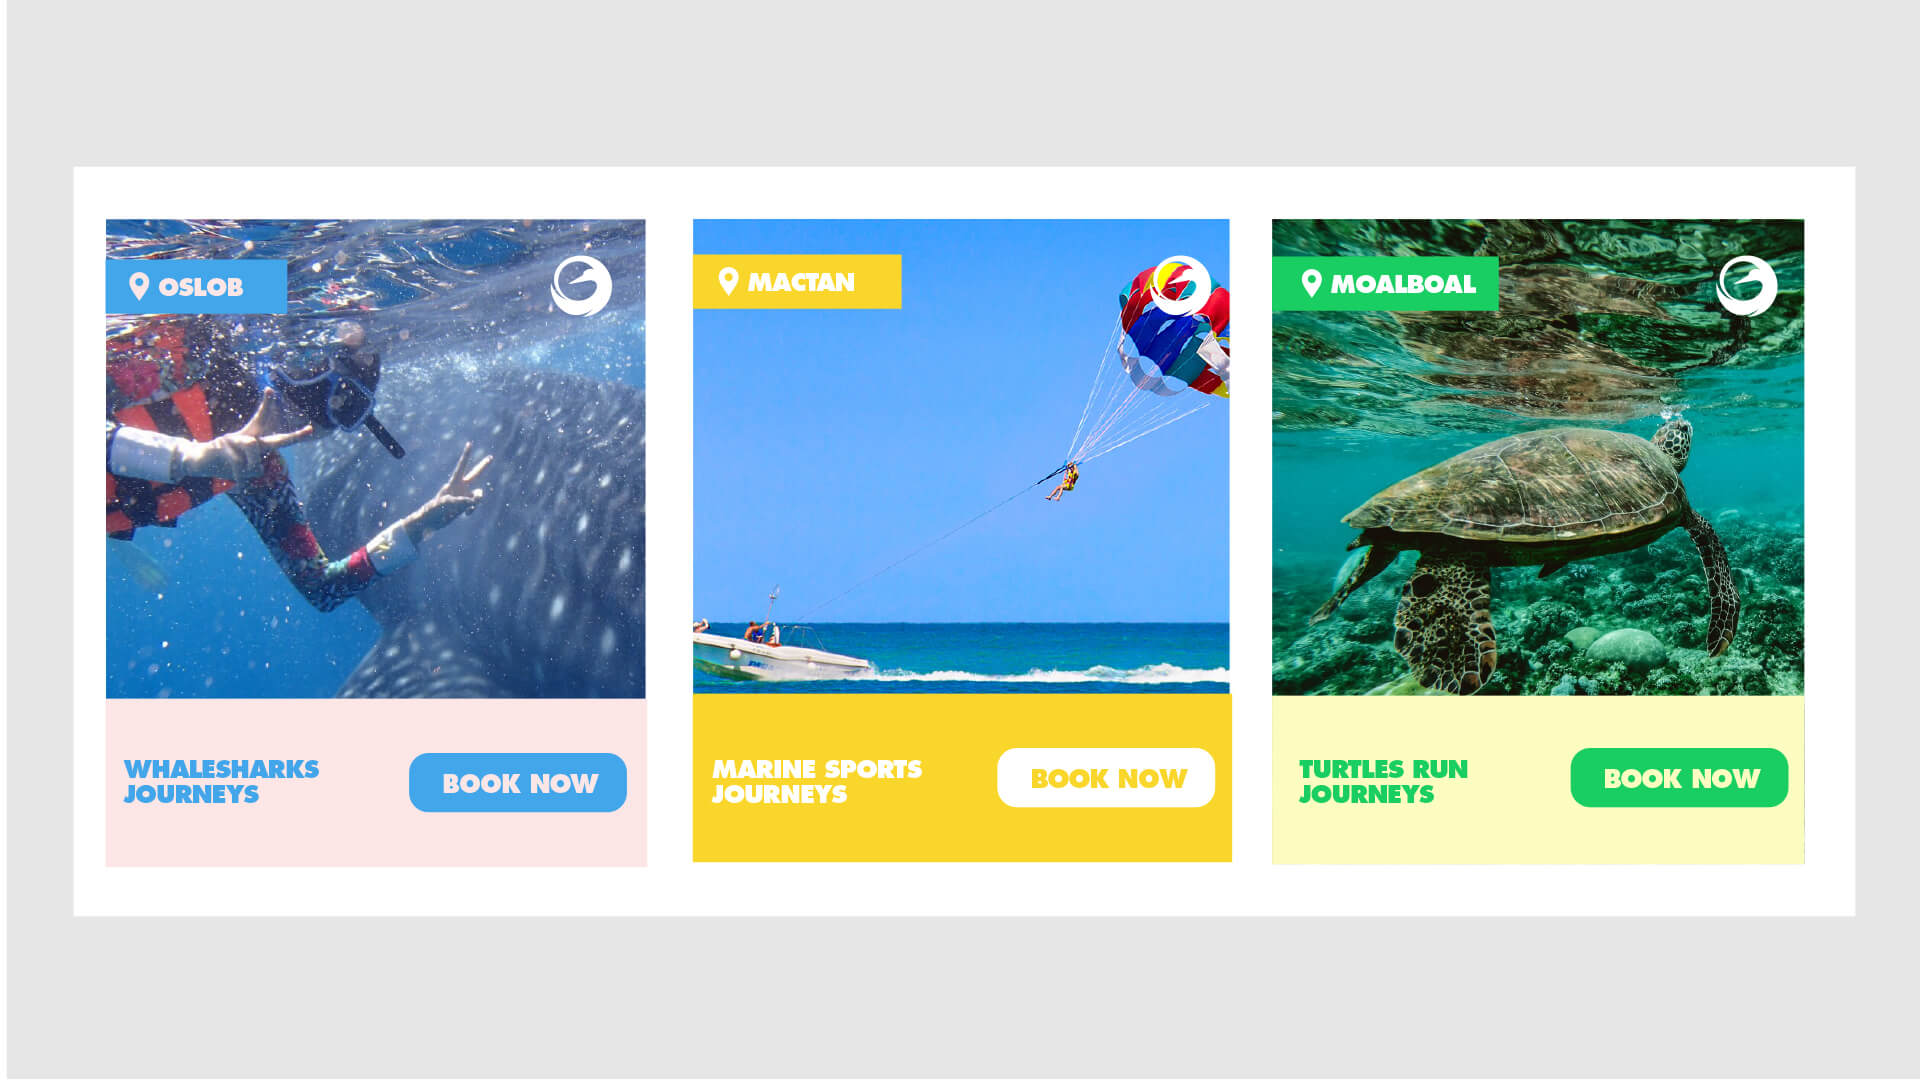 OSLOB
WHALESHARKS
JOURNEYS
BOOK NOW
MACTAN
MARINE SPORTS
JOURNEYS
BOOK NOW
MOALBOAL
TURTLES RUN
JOURNEYS
BOOK NOW